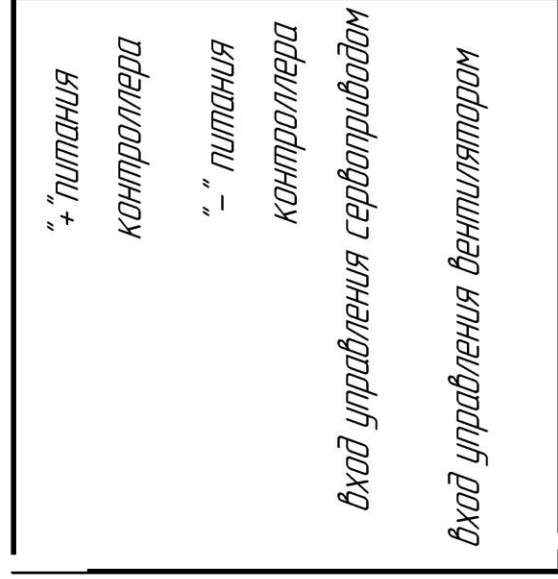 "+"питания
контроллера
"–" питания
контроллера
вход управления сервоприводом
вход управления вентилятором